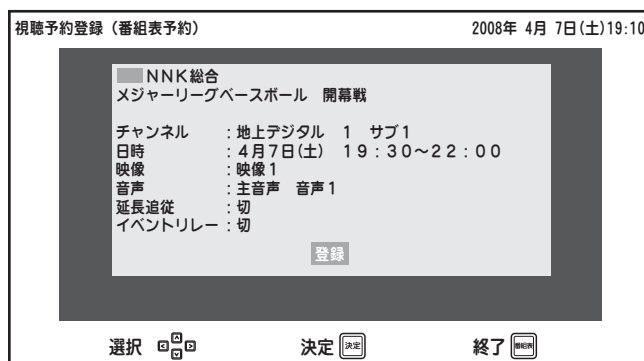 視聴予約登録（番組表予約） 2008年 4月 7日(土)19:10
ＮＮＫ総合
メジャーリーグベースボール 開幕戦
チャンネル ：地上デジタル １ サブ１
日時 ：４月７日(土) １９：３０～２２：００
映像 ：映像１
音声 ：主音声 音声１
延長追従 ：切
イベントリレー：切
登録
選択 決定 決定 終了 番組表